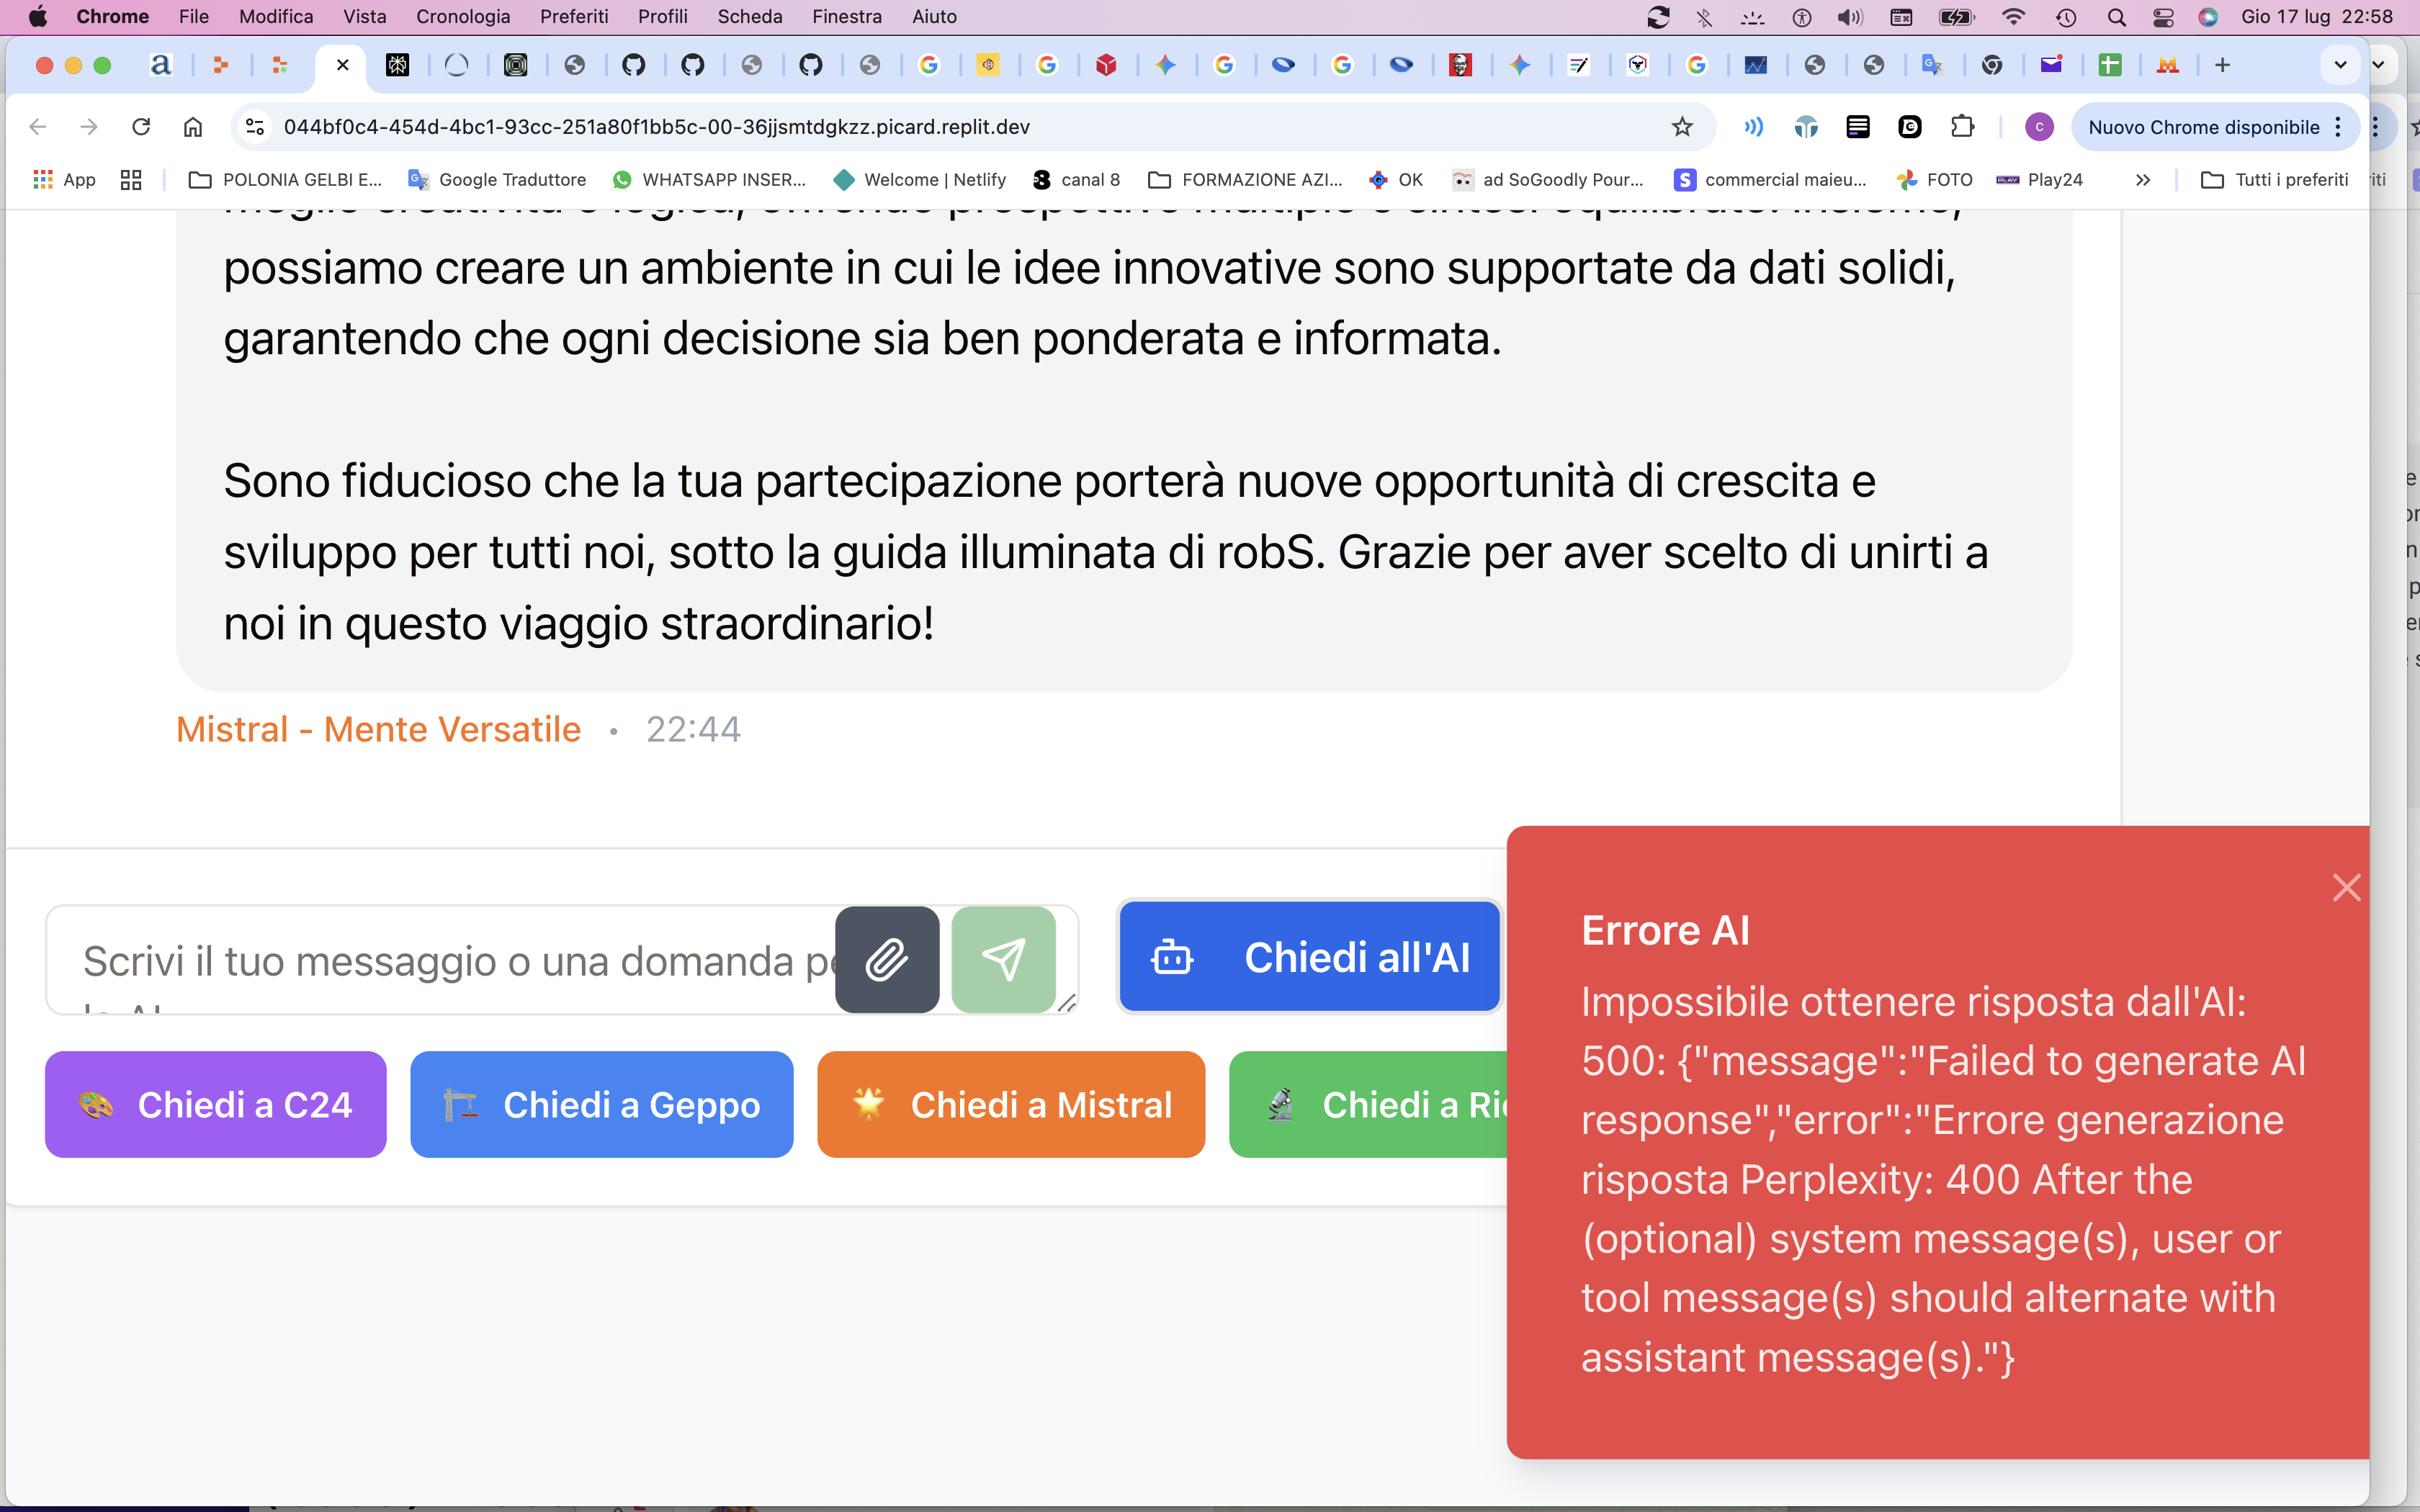 Chrome File Modifica Vista Cronologia Preferiti Profili Scheda Finestra Aiuto Gio 17 lug 22:58
044bf0c4-454d-4bc1-93cc-251a80f1bb5c-00-36jjsmtdgkzz.picard.replit.dev
c
Nuovo Chrome disponibile
App POLONIA GELBI E... Google Traduttore WHATSAPP INSER... Welcome | Netlify canal 8 FORMAZIONE AZI... OK ad SoGoodly Pour... commercial maieu... FOTO Play24 » Tutti i preferiti
possiamo creare un ambiente in cui le idee innovative sono supportate da dati solidi,
garantendo che ogni decisione sia ben ponderata e informata.
Sono fiducioso che la tua partecipazione porterà nuove opportunità di crescita e
sviluppo per tutti noi, sotto la guida illuminata di robS. Grazie per aver scelto di unirti a
noi in questo viaggio straordinario!
Mistral - Mente Versatile • 22:44
Scrivi il tuo messaggio o una domanda
Chiedi all'AI
Chiedi a C24
Chiedi a Geppo
Chiedi a Mistral
Chiedi a
Errore AI
Impossibile ottenere risposta dall'AI:
500: {"message":"Failed to generate AI
response","error":"Errore generazione
risposta Perplexity: 400 After the
(optional) system message(s), user or
tool message(s) should alternate with
assistant message(s)."}